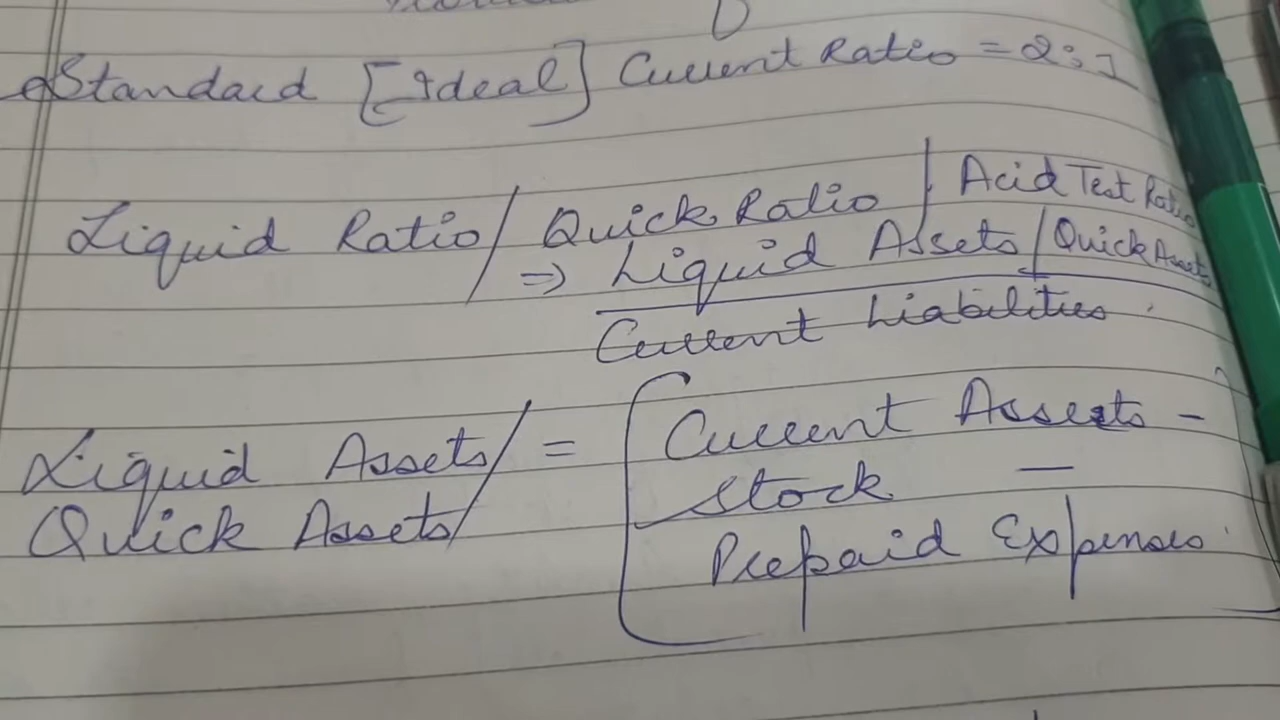 Standard [Ideal] Current Ratio = 2:1
Liquid Ratio / Quick Ratio / Acid Test Ratio
=> Liquid Assets / Quick Assets
Current Liabilities.
Liquid Assets / = [Current Assets -
Quick Assets / Stock -
Prepaid Expenses.]